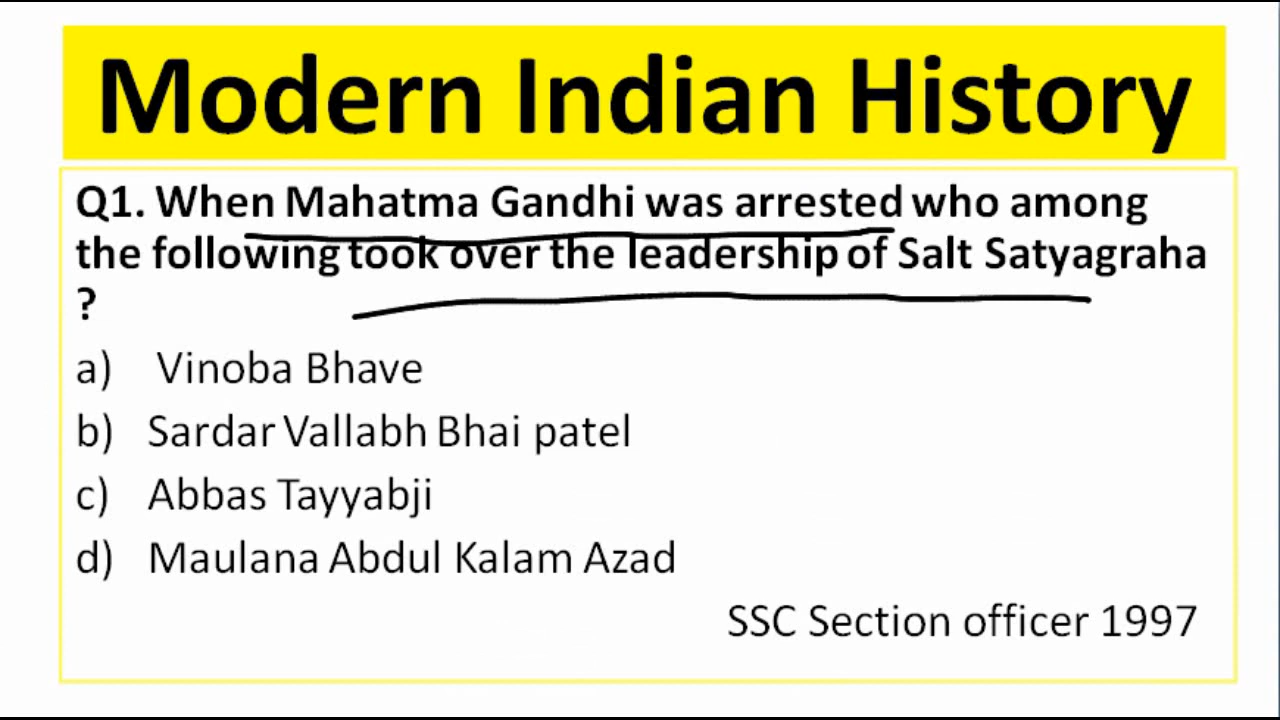 Modern Indian History
Q1. When Mahatma Gandhi was arrested who among
the following took over the leadership of Salt Satyagraha
?
a) Vinoba Bhave
b) Sardar Vallabh Bhai patel
c) Abbas Tayyabji
d) Maulana Abdul Kalam Azad
SSC Section officer 1997